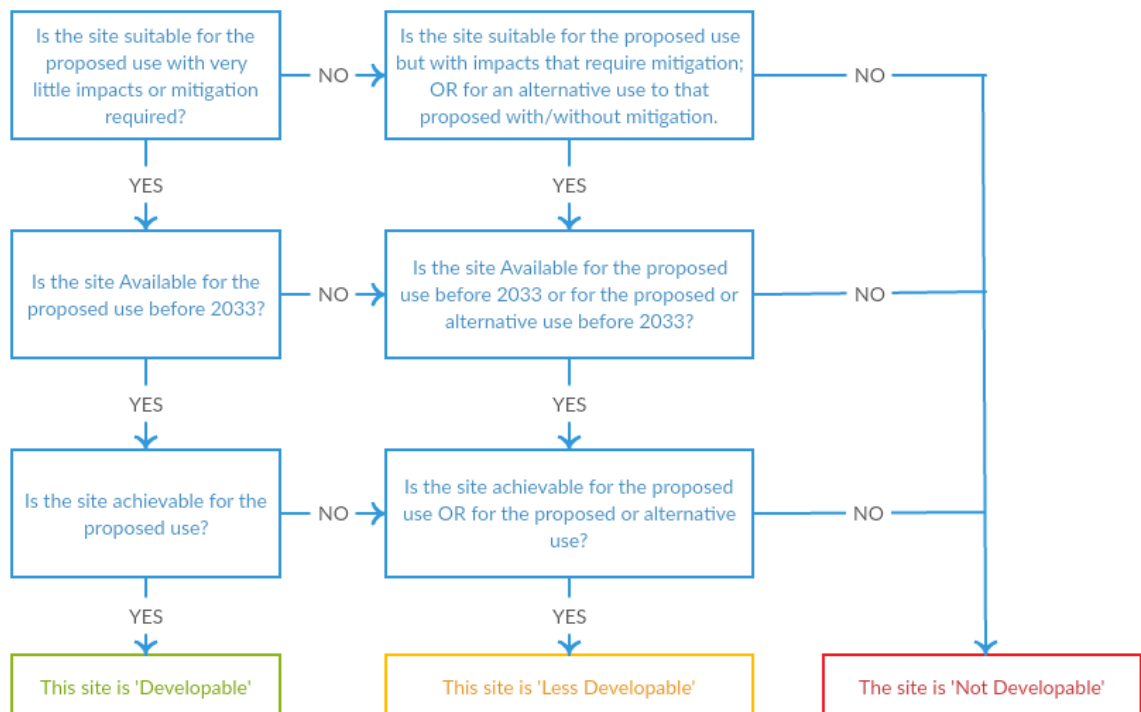 Is the site suitable for the
proposed use with very
little impacts or mitigation
required?
NO
Is the site suitable for the proposed use
but with impacts that require mitigation;
OR for an alternative use to that
proposed with/without mitigation.
NO
YES
YES
Is the site Available for the
proposed use before 2033?
NO
Is the site Available for the proposed
use before 2033 or for the proposed or
alternative use before 2033?
NO
YES
YES
Is the site achievable for the
proposed use?
NO
Is the site achievable for the proposed
use OR for the proposed or alternative
use?
NO
YES
YES
This site is 'Developable'
This site is 'Less Developable'
The site is 'Not Developable'